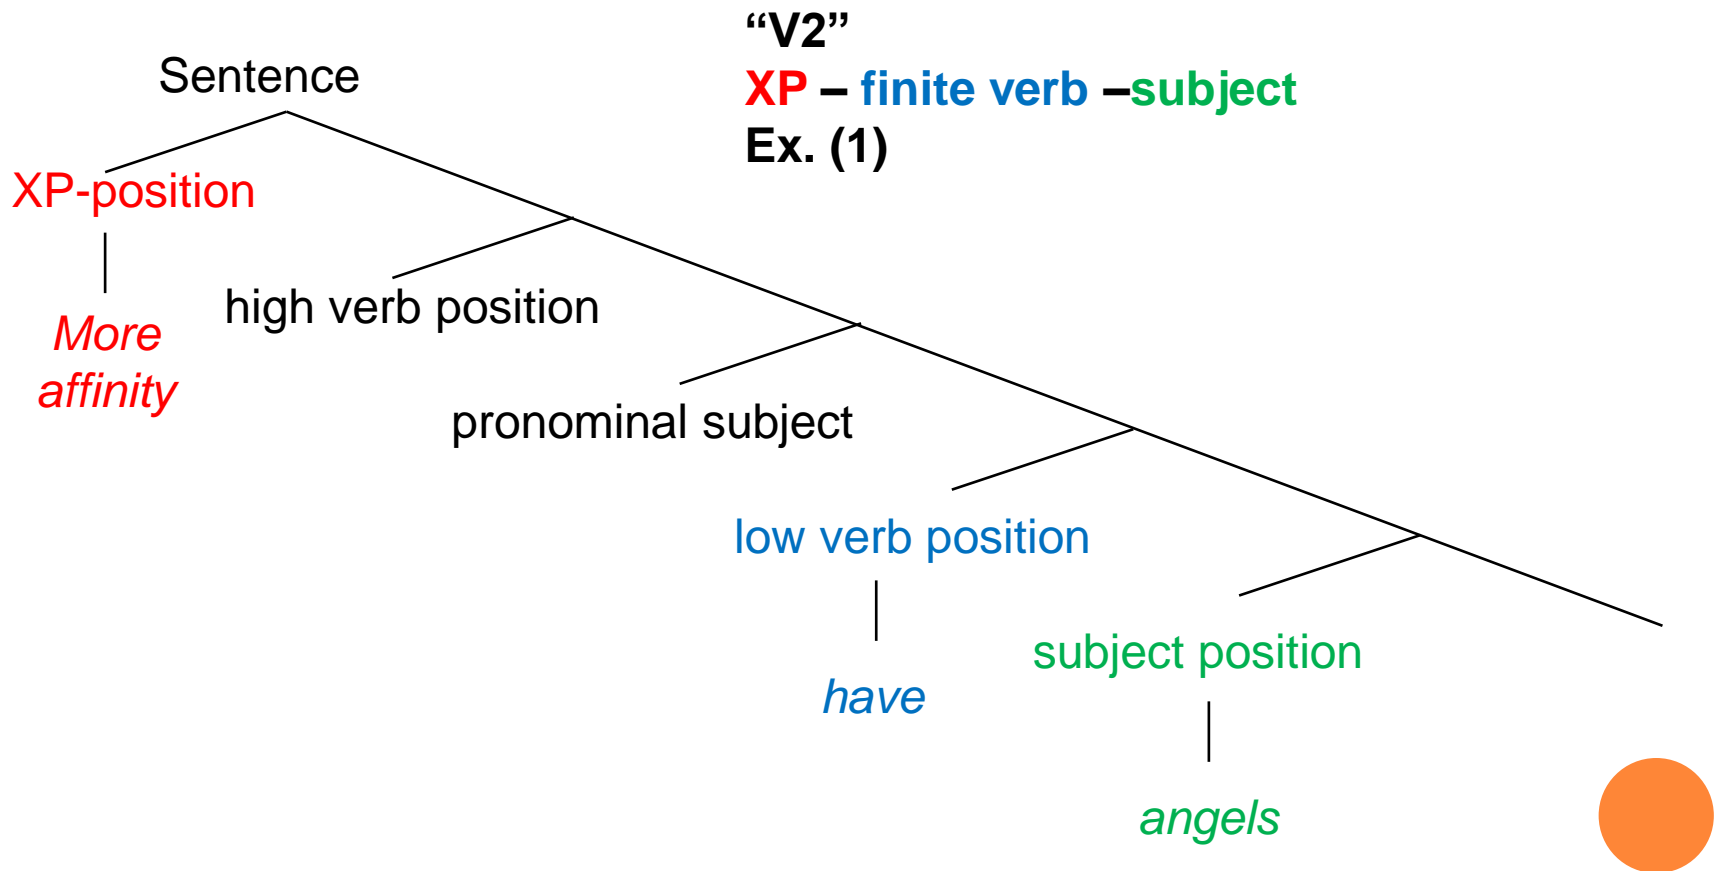 “V2”
XP – finite verb –subject
Ex. (1)
Sentence
XP-position
More
affinity
high verb position
pronominal subject
low verb position
have
subject position
angels